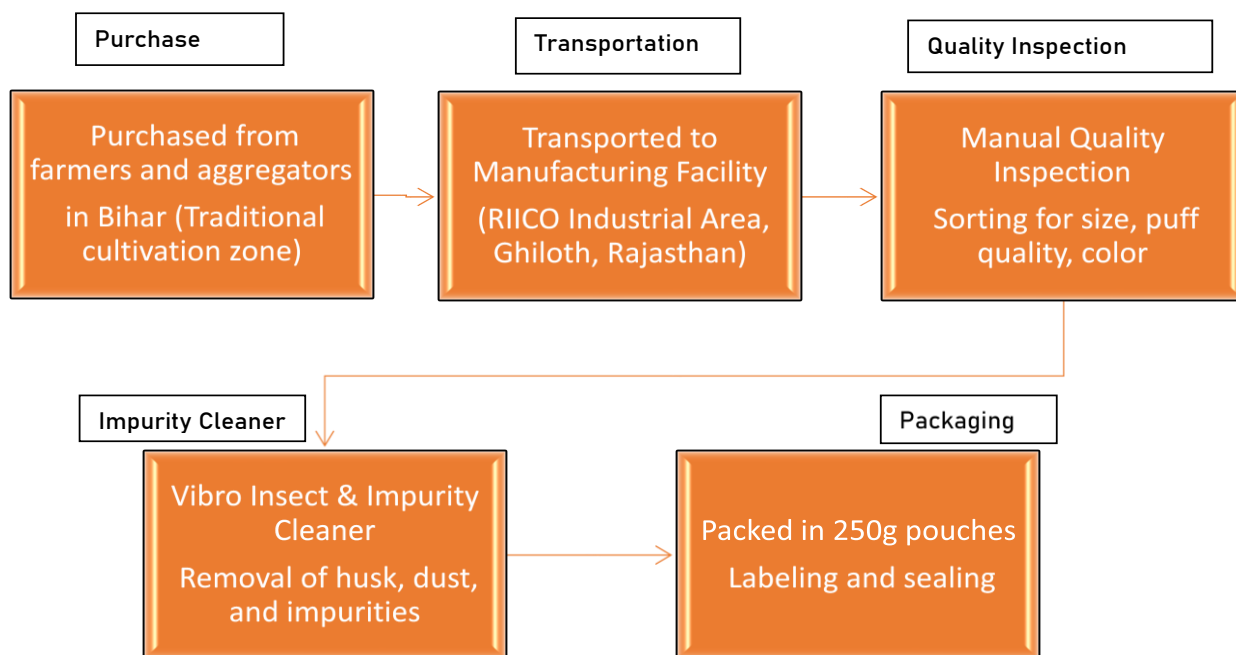 Purchase
Purchased from
farmers and aggregators
in Bihar (Traditional
cultivation zone)
Transportation
Transported to
Manufacturing Facility
(RIICO Industrial Area,
Ghiloth, Rajasthan)
Quality Inspection
Manual Quality
Inspection
Sorting for size, puff
quality, color
Impurity Cleaner
Vibro Insect & Impurity
Cleaner
Removal of husk, dust,
and impurities
Packaging
Packed in 250g pouches
Labeling and sealing